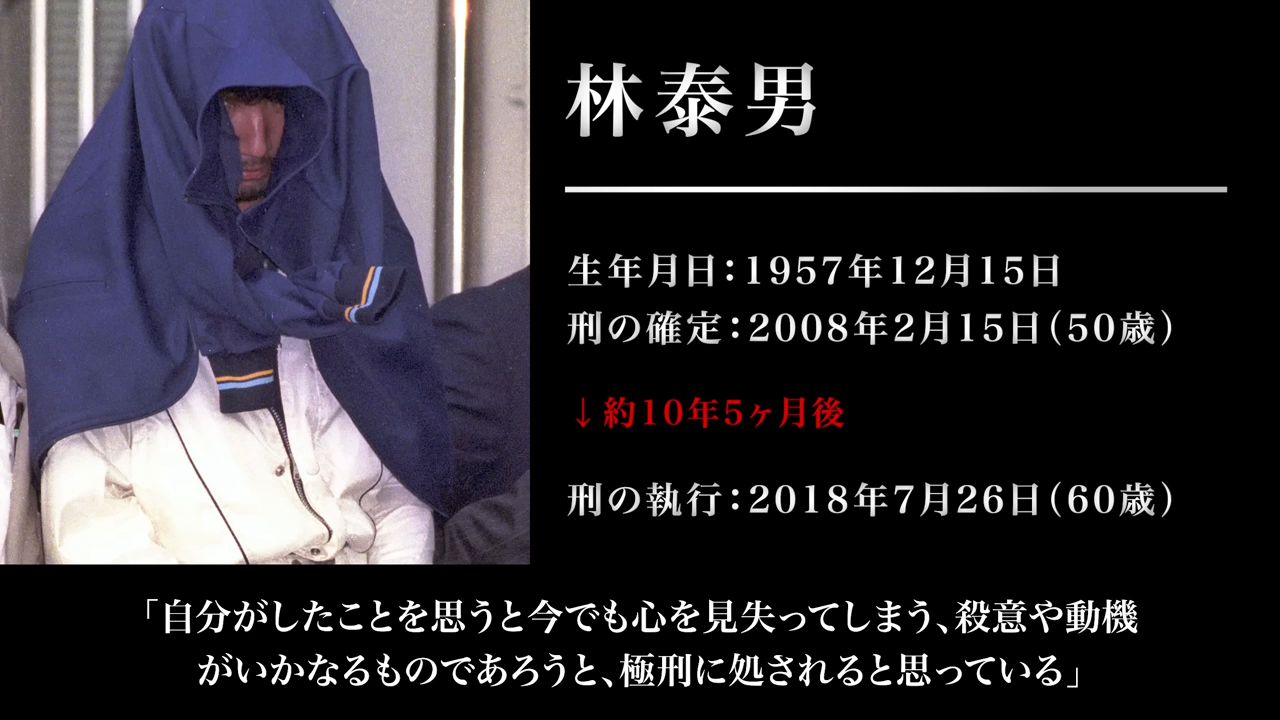 林泰男
生年月日：1957年12月15日
刑の確定：2008年2月15日（50歳）
↓約10年5ヶ月後
刑の執行：2018年7月26日（60歳）
「自分がしたことを思うと今でも心を見失ってしまう、殺意や動機
がいかなるものであろうと、極刑に処されると思っている」